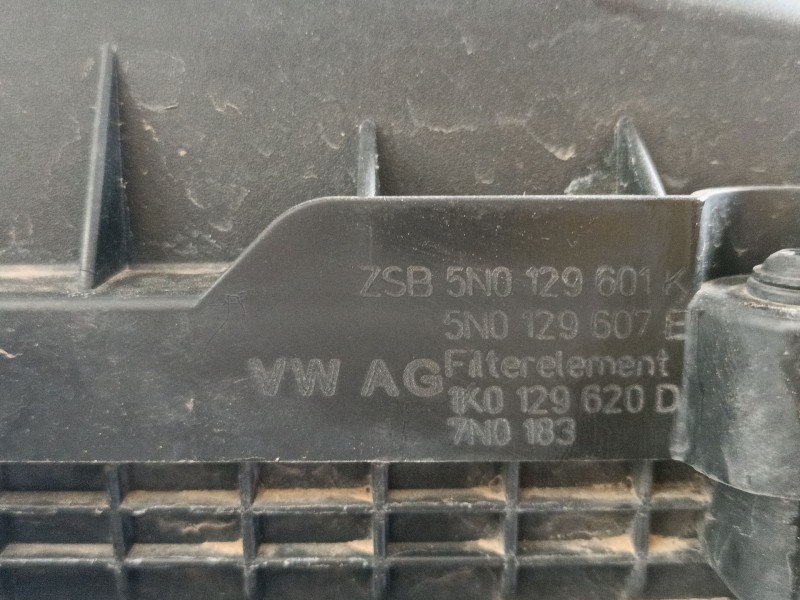 ZSB 5N0 129 601 K
5N0 129 607 E
VW AG Filterelement
1K0 129 620 D
7N0 183